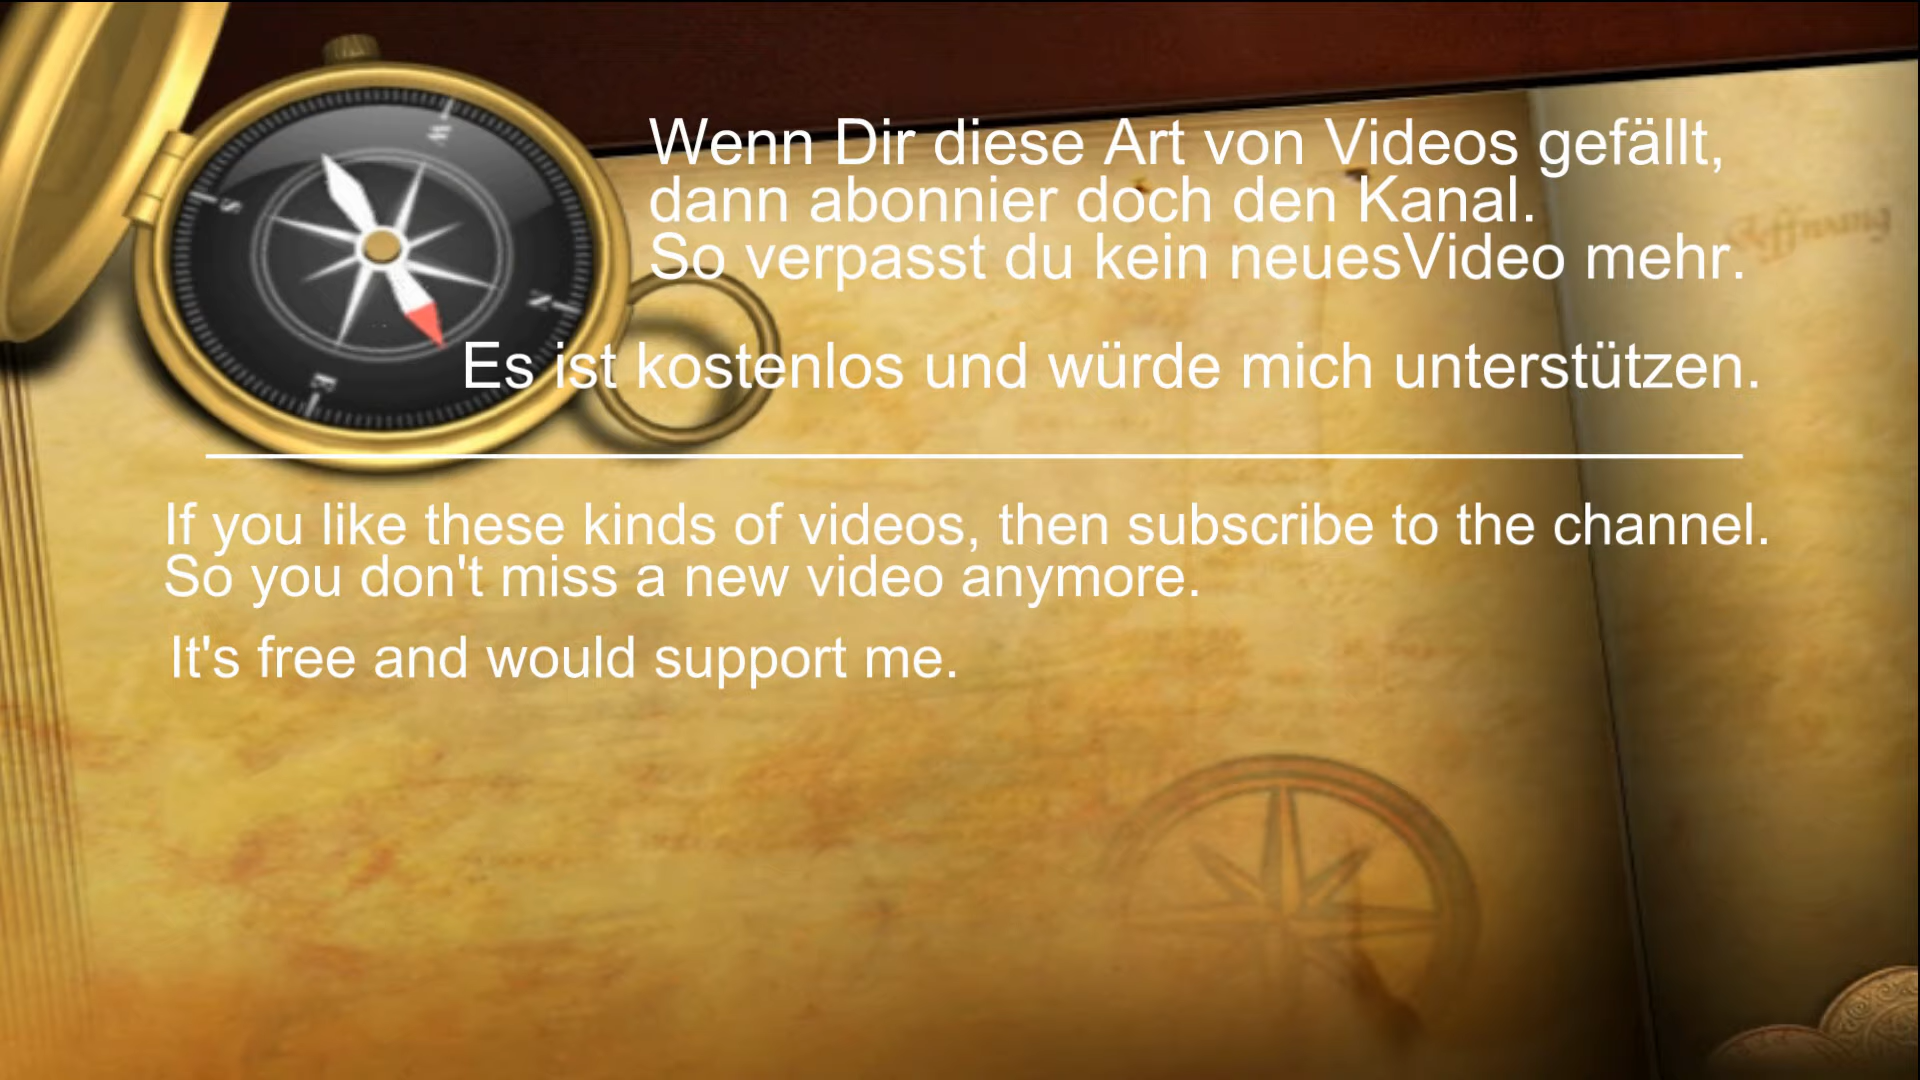 Wenn Dir diese Art von Videos gefällt,
dann abonnier doch den Kanal.
So verpasst du kein neuesVideo mehr.
Es ist kostenlos und würde mich unterstützen.
If you like these kinds of videos, then subscribe to the channel.
So you don't miss a new video anymore.
It's free and would support me.
W
S
N
E